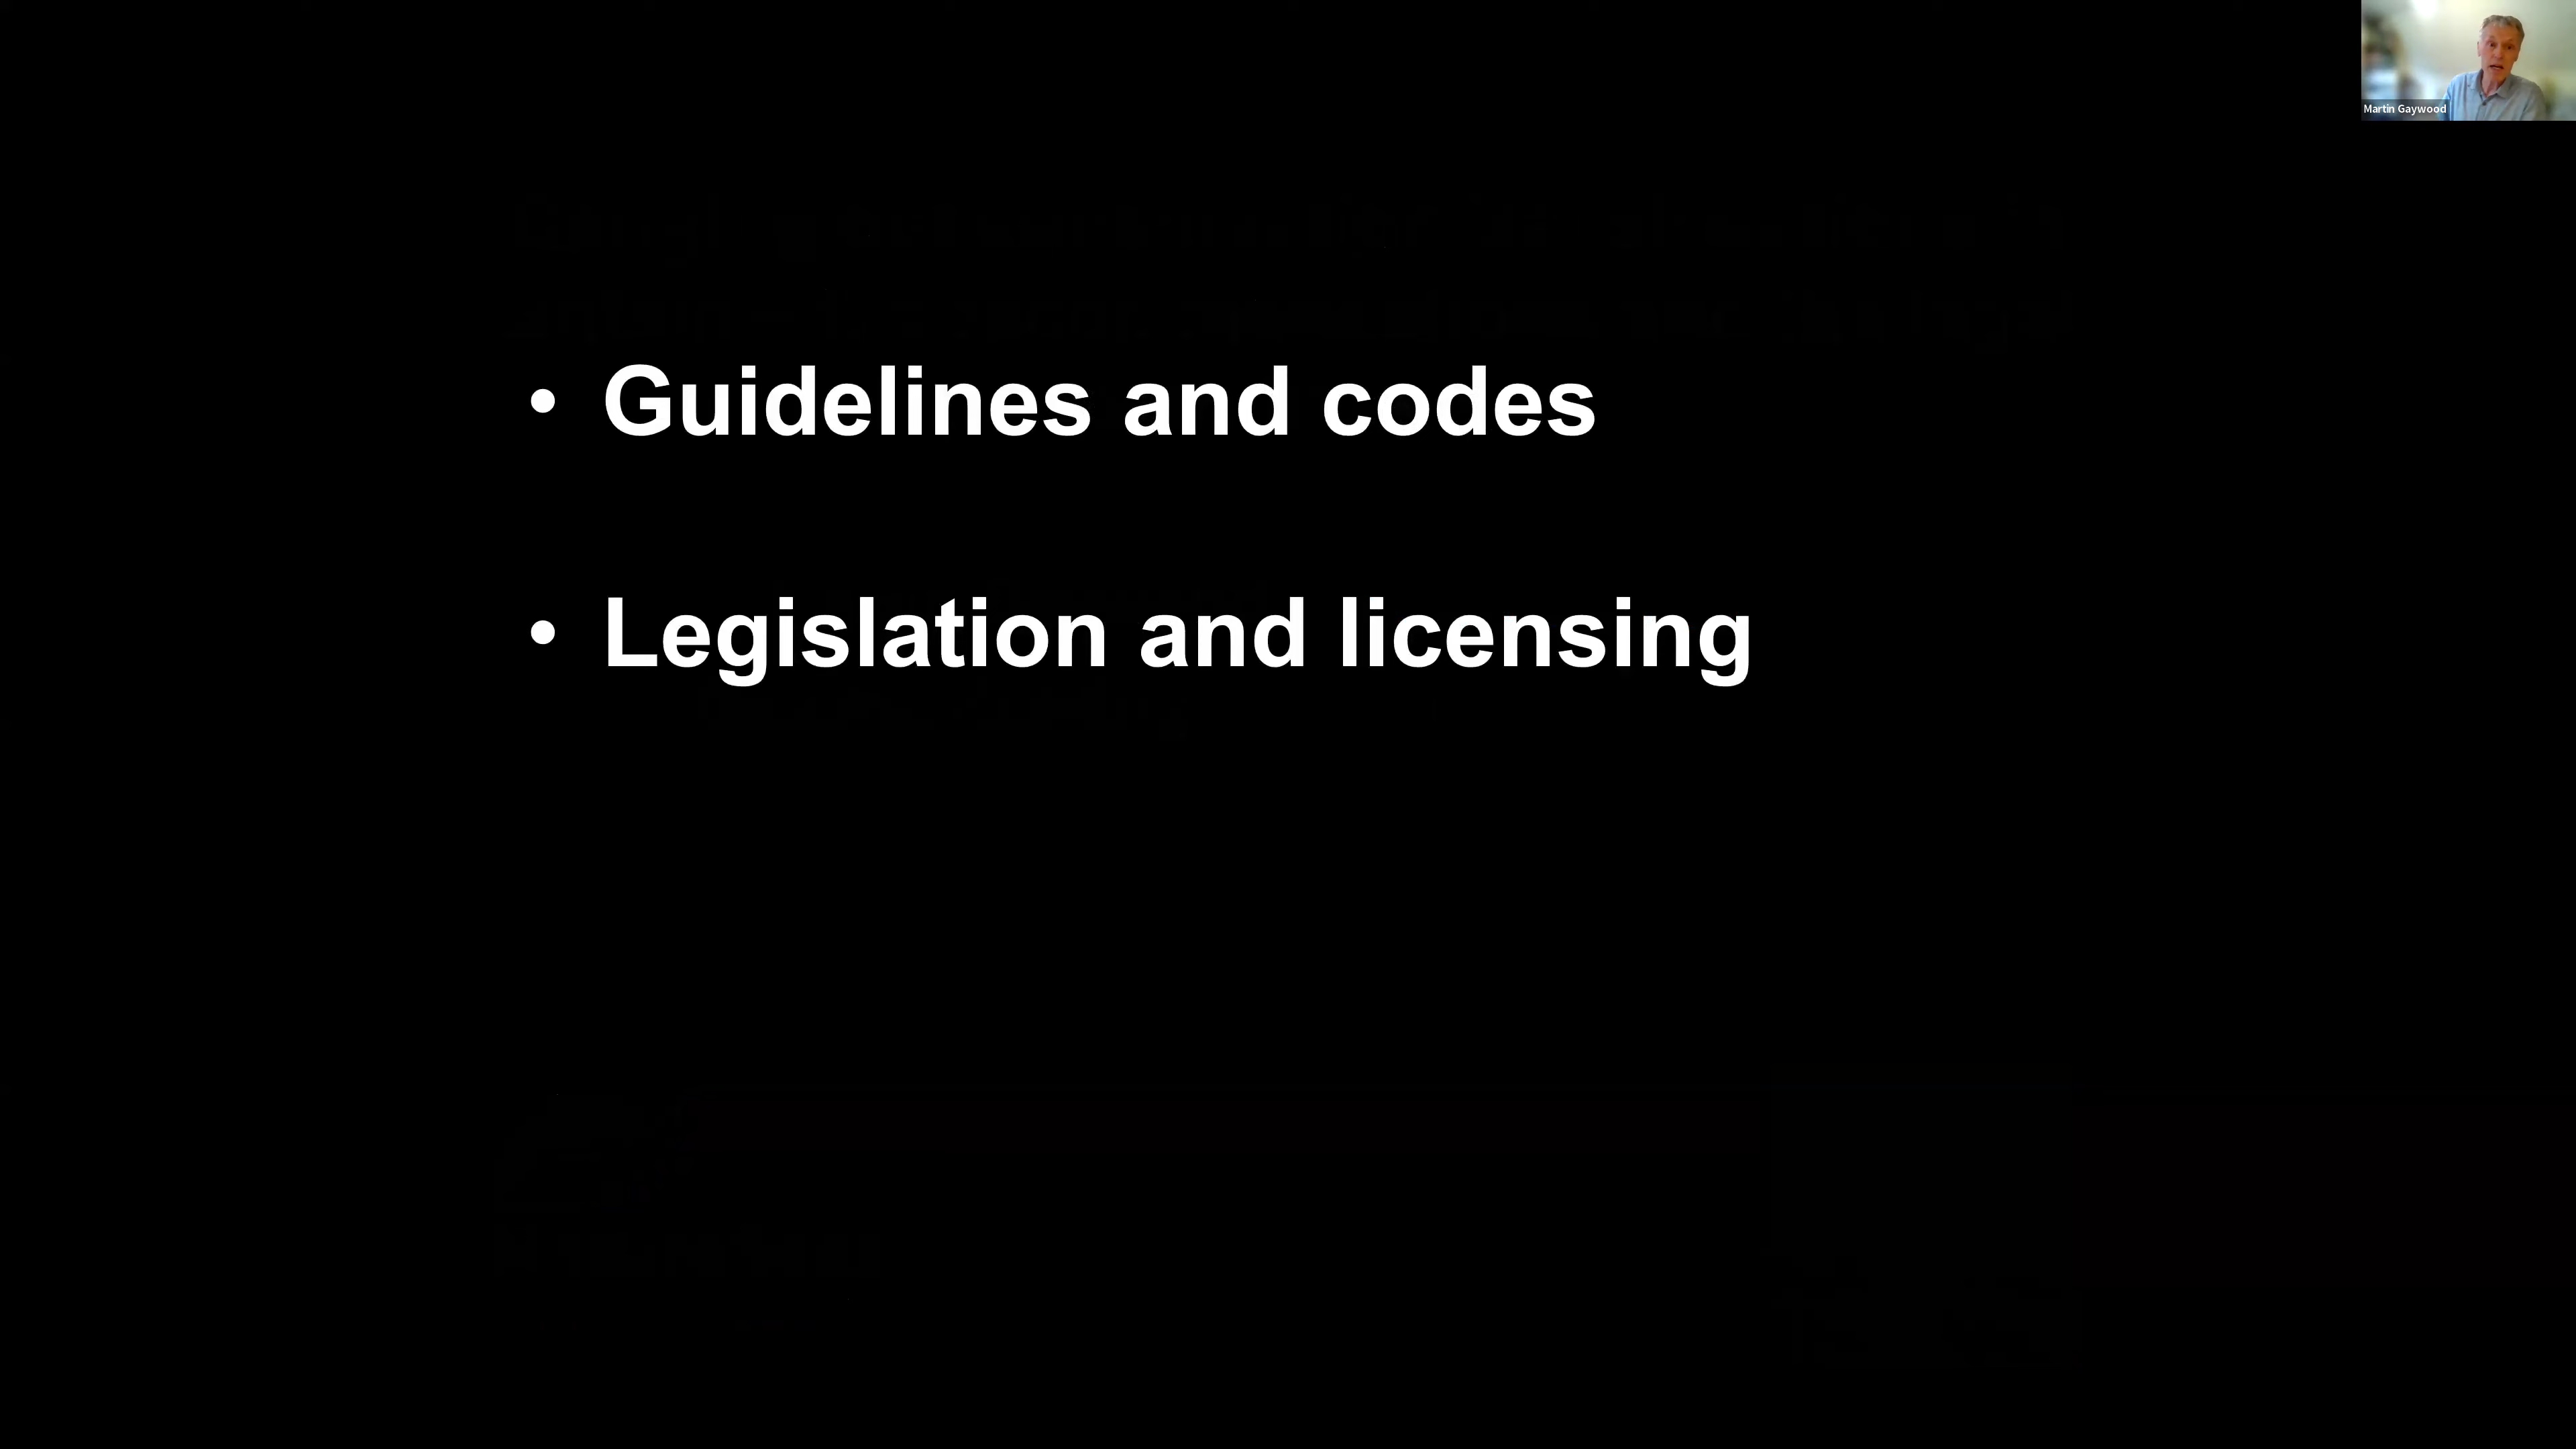 Martin Gaywood
• Guidelines and codes
• Legislation and licensing